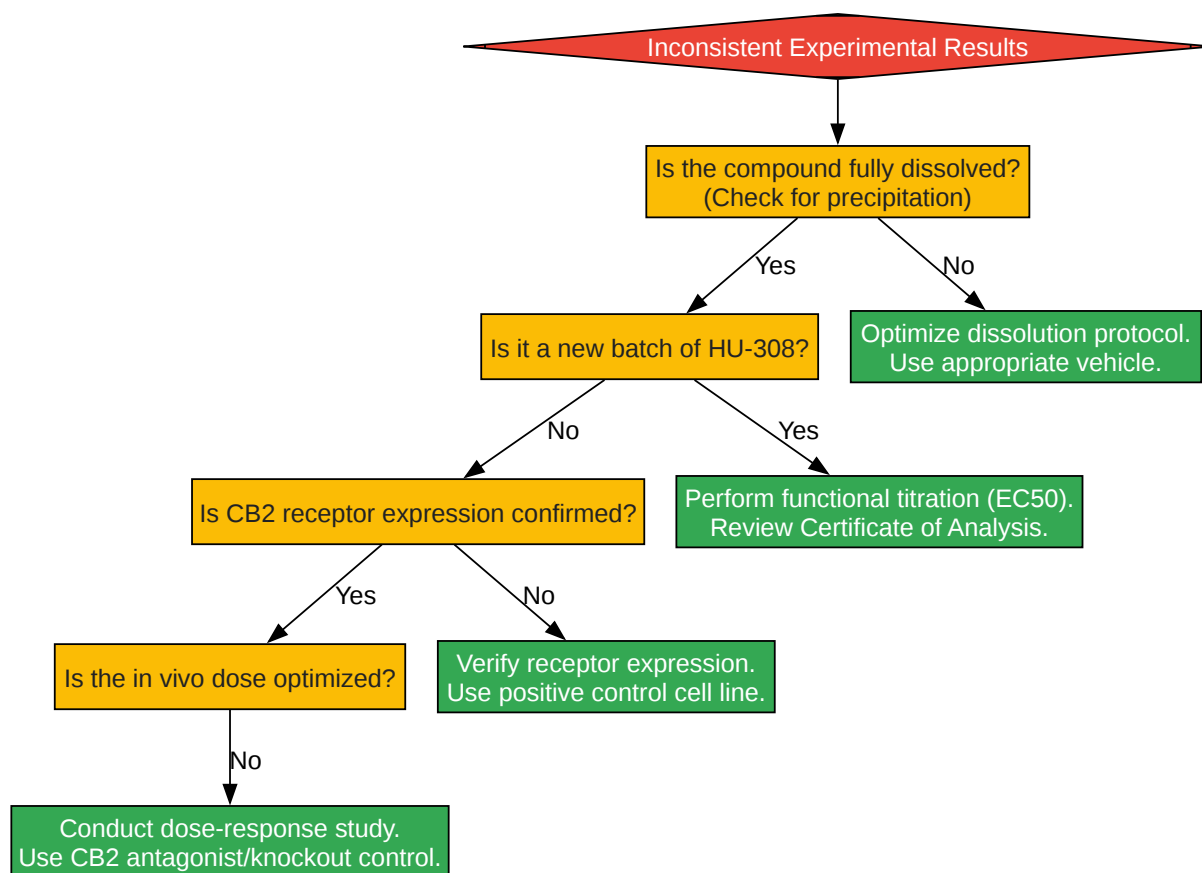 Inconsistent Experimental Results
Is the compound fully dissolved?
(Check for precipitation)
Yes
No
Is it a new batch of HU-308?
Optimize dissolution protocol.
Use appropriate vehicle.
No
Yes
Is CB2 receptor expression confirmed?
Perform functional titration (EC50).
Review Certificate of Analysis.
Yes
No
Is the in vivo dose optimized?
Verify receptor expression.
Use positive control cell line.
No
Conduct dose-response study.
Use CB2 antagonist/knockout control.